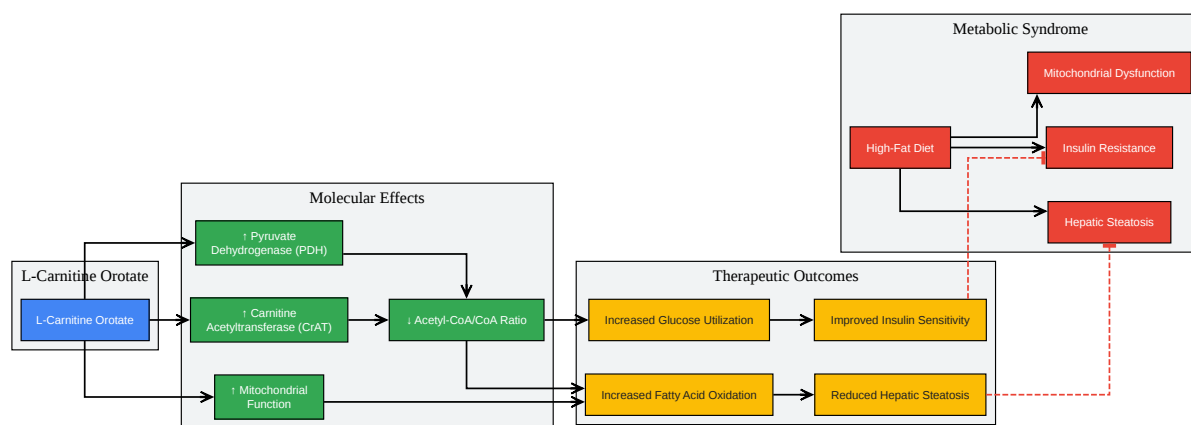 Metabolic Syndrome
Mitochondrial Dysfunction
High-Fat Diet
Insulin Resistance
Hepatic Steatosis
Molecular Effects
↑ Pyruvate
Dehydrogenase (PDH)
↑ Carnitine
Acetyltransferase (CrAT)
↓ Acetyl-CoA/CoA Ratio
↑ Mitochondrial
Function
L-Carnitine Orotate
L-Carnitine Orotate
Therapeutic Outcomes
Increased Glucose Utilization
Improved Insulin Sensitivity
Increased Fatty Acid Oxidation
Reduced Hepatic Steatosis